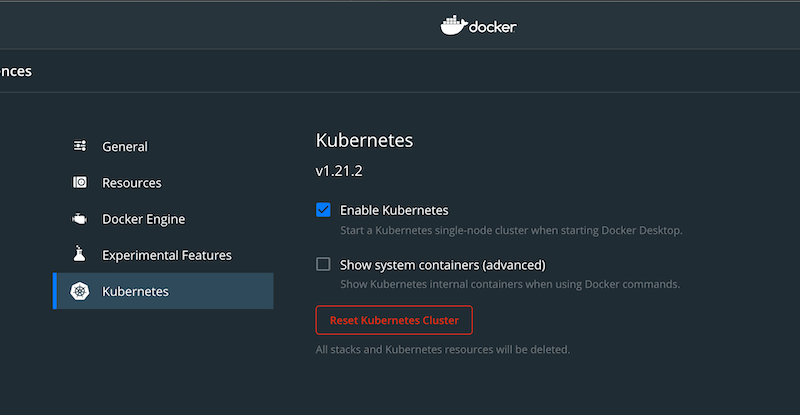 docker
nces
General
Resources
Docker Engine
Experimental Features
Kubernetes
Kubernetes
v1.21.2
Enable Kubernetes
Start a Kubernetes single-node cluster when starting Docker Desktop.
Show system containers (advanced)
Show Kubernetes internal containers when using Docker commands.
Reset Kubernetes Cluster
All stacks and Kubernetes resources will be deleted.